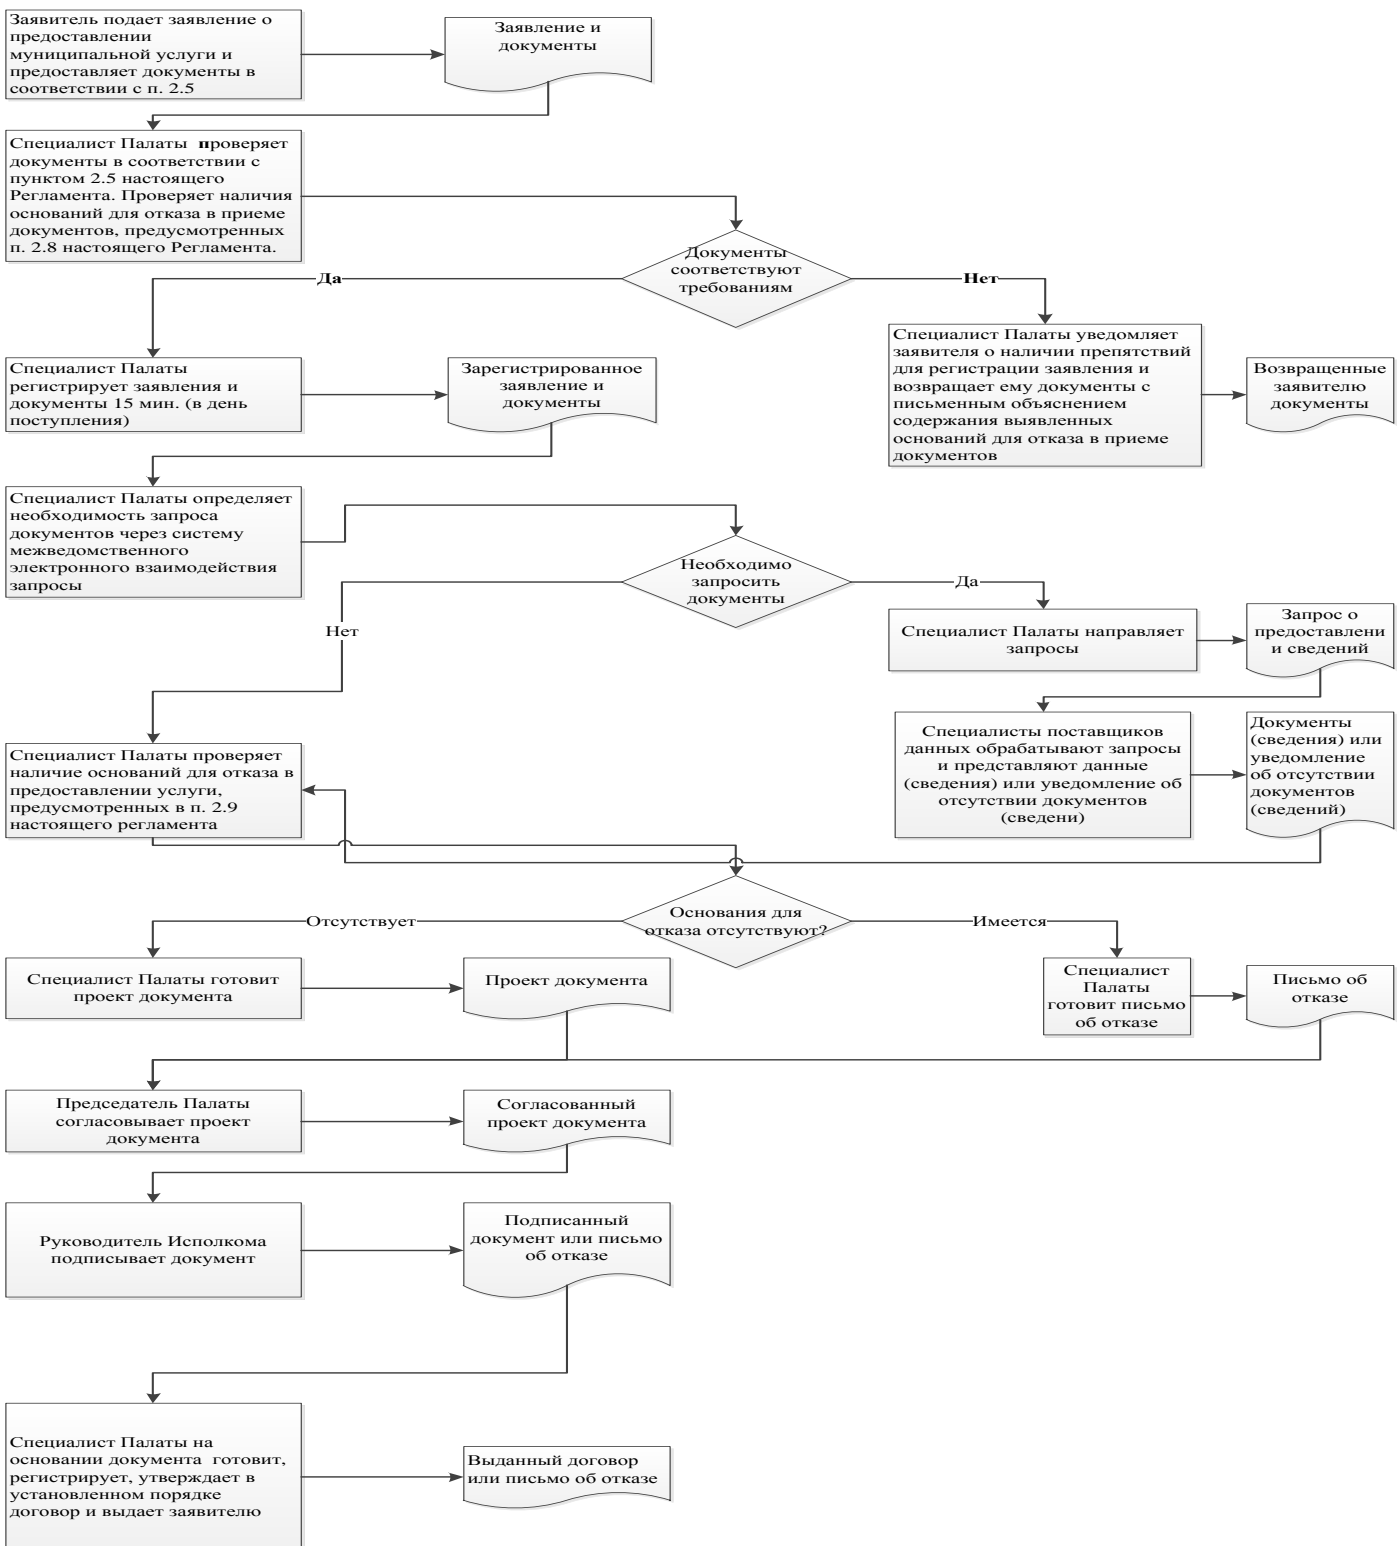 Заявитель подает заявление о
предоставлении
муниципальной услуги и
предоставляет документы в
соответствии с п. 2.5
Заявление и
документы
Специалист Палаты  проверяет
документы в соответствии с
пунктом 2.5 настоящего
Регламента. Проверяет наличия
оснований для отказа в приеме
документов, предусмотренных
п. 2.8 настоящего Регламента.
Документы
соответствуют
требованиям
Да
Нет
Специалист Палаты
регистрирует заявления и
документы 15 мин. (в день
поступления)
Зарегистрированное
заявление и
документы
Специалист Палаты уведомляет
заявителя о наличии препятствий
для регистрации заявления и
возвращает ему документы с
письменным объяснением
содержания выявленных
оснований для отказа в приеме
документов
Возвращенные
заявителю
документы
Специалист Палаты определяет
необходимость запроса
документов через систему
межведомственного
электронного взаимодействия
запросы
Необходимо
запросить
документы
Да
Нет
Специалист Палаты направляет
запросы
Запрос о
предоставлени
и сведений
Специалист Палаты проверяет
наличие оснований для отказа в
предоставлении услуги,
предусмотренных в п. 2.9
настоящего регламента
Специалисты поставщиков
данных обрабатывают запросы
и представляют данные
(сведения) или уведомление об
отсутствии документов
(сведени)
Документы
(сведения) или
уведомление
об отсутствии
документов
(сведений)
Основания для
отказа отсутствуют?
Отсутствует
Имеется
Специалист Палаты готовит
проект документа
Проект документа
Специалист
Палаты
готовит письмо
об отказе
Письмо об
отказе
Председатель Палаты
согласовывает проект
документа
Согласованный
проект документа
Руководитель Исполкома
подписывает документ
Подписанный
документ или письмо
об отказе
Специалист Палаты на
основании документа  готовит,
регистрирует, утверждает в
установленном порядке
договор и выдает заявителю
Выданный договор
или письмо об отказе